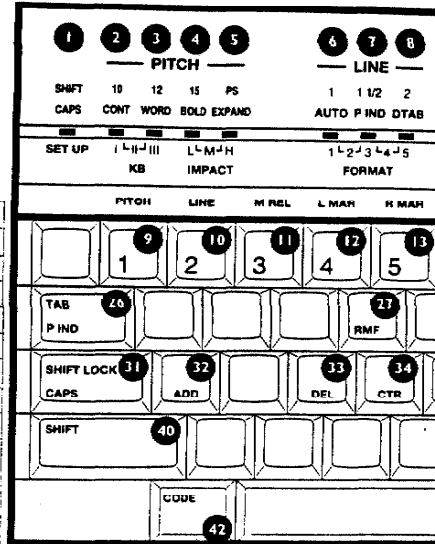 1 2 3 4 5 6 7 8
PITCH LINE
SHIFT 10 12 15 PS 1 1 1/2 2
CAPS CONT WORD BOLD EXPAND AUTO P IND DTAB
SET UP I II III L M H 1 2 3 4 5
KB IMPACT FORMAT
PITCH LINE M REL L MAR R MAR
9 10 11 12 13
1 2 3 4 5
TAB 26 27
P IND RMF
SHIFT LOCK 31 32 33 34
CAPS ADD DEL CTR
SHIFT 40
CODE
42